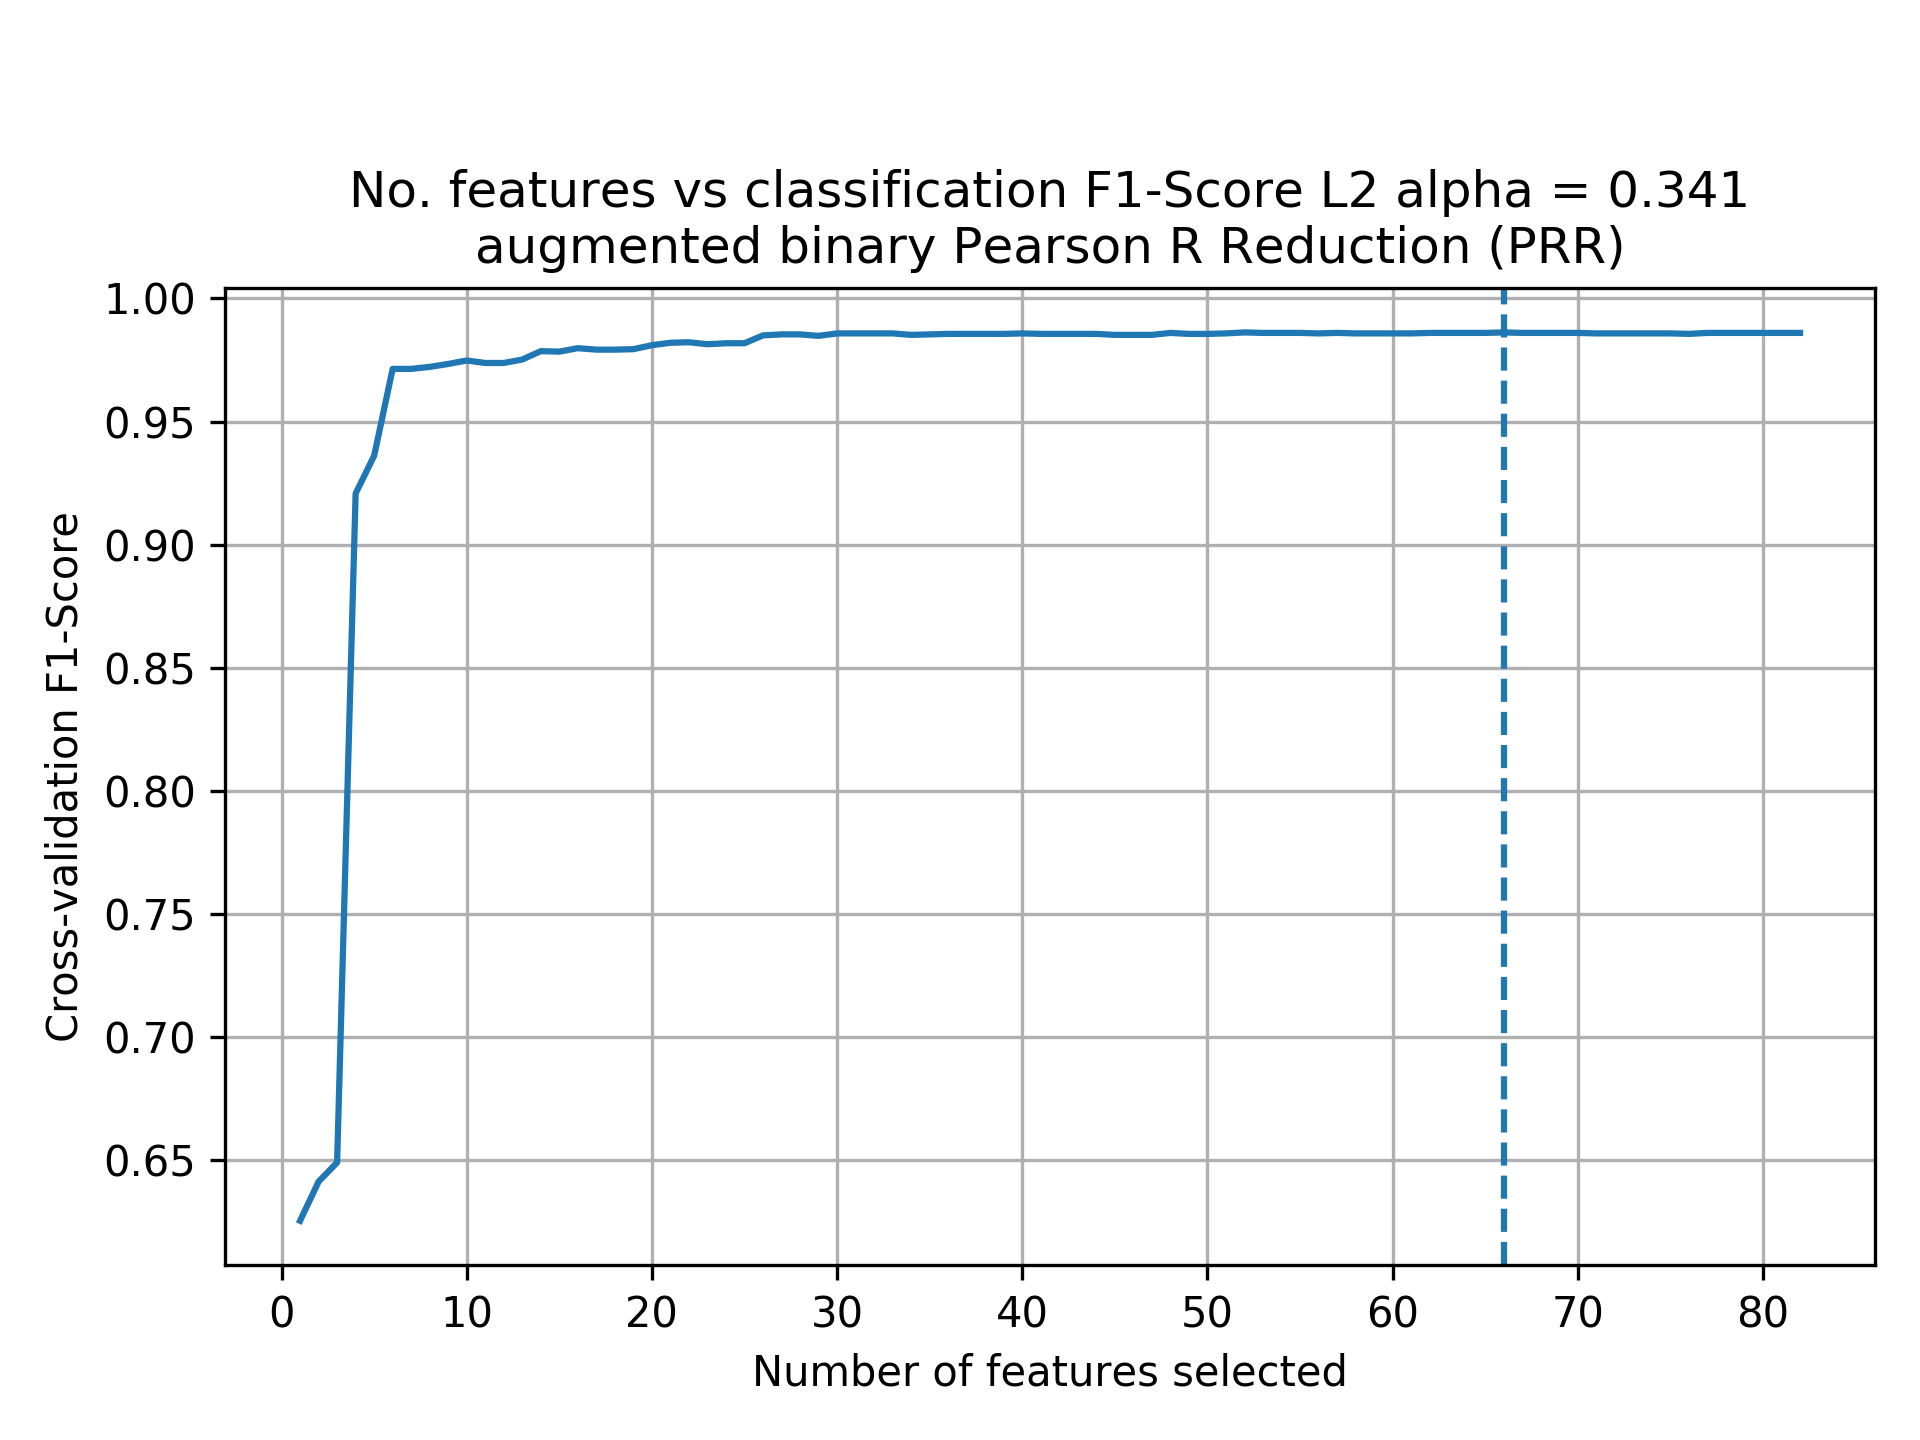 No. features vs classification F1-Score L2 alpha = 0.341
augmented binary Pearson R Reduction (PRR)
1.00
0.95
0.90
0.85
0.80
0.75
0.70
0.65
Cross-validation F1-Score
0 10 20 30 40 50 60 70 80
Number of features selected